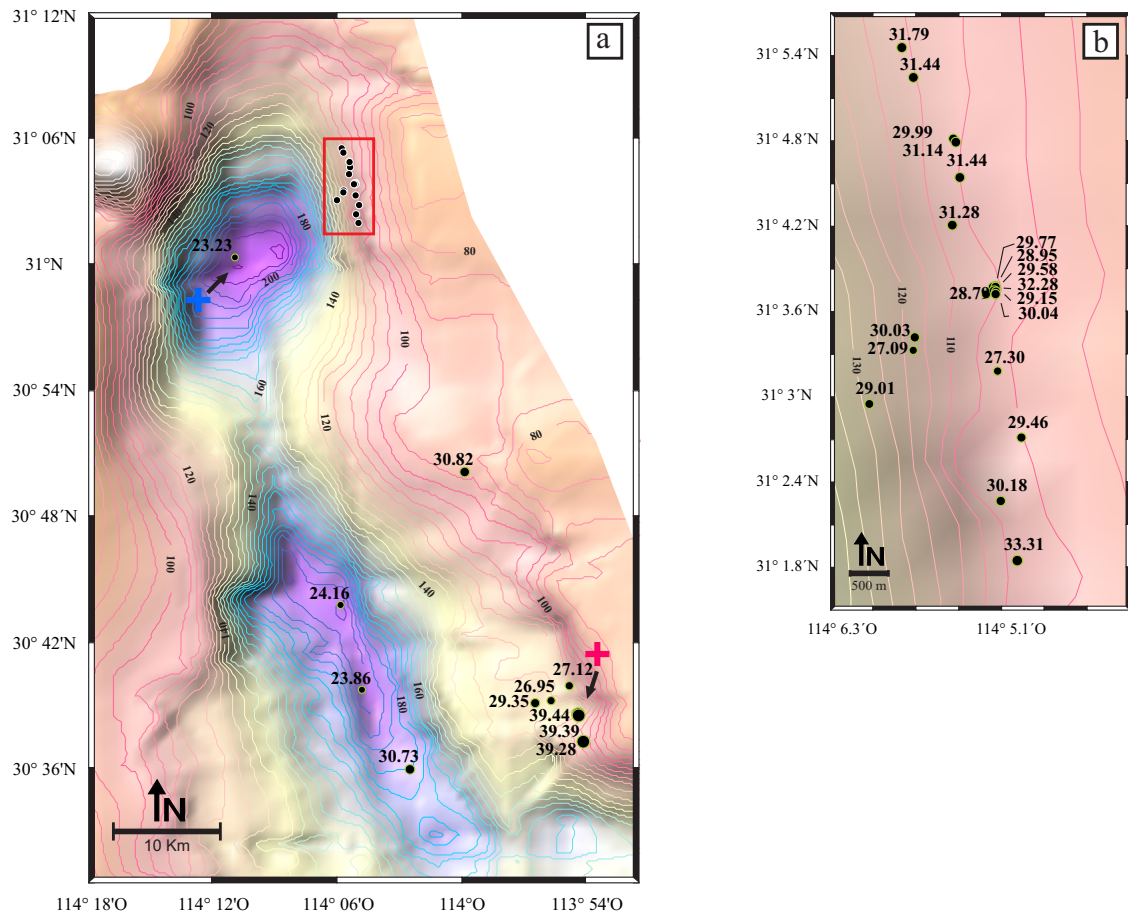 31° 12′N
a
31° 06′N
31° N
30° 54′N
30° 48′N
30° 42′N
30° 36′N
100
120
180
80
23.23
200
140
100
160
120
80
120
30.82
140
100
24.16
140
100
110
27.12
23.86
160
26.95
29.35
180
39.44
39.39
39.28
30.73
N
10 Km
114° 18'O
114° 12'O
114° 06'O
114° O
113° 54'O
b
31° 5.4′N
31° 4.8′N
31° 4.2′N
31° 3.6′N
31° 3′N
31° 2.4′N
31° 1.8′N
31.79
31.44
29.99
31.14
31.44
31.28
29.77
28.95
29.58
32.28
29.15
30.04
120
110
30.03
27.09
27.30
130
29.01
29.46
30.18
33.31
N
500 m
114° 6.3'O
114° 5.1'O